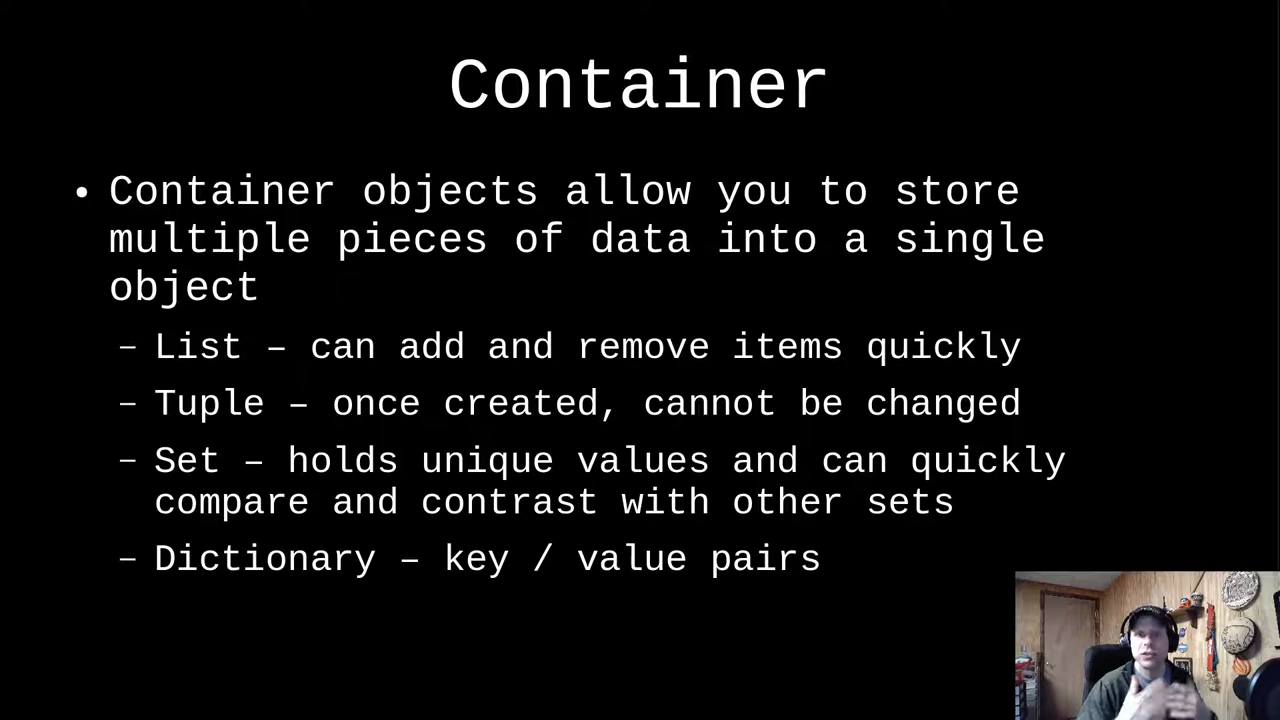 Container
• Container objects allow you to store
multiple pieces of data into a single
object
– List – can add and remove items quickly
– Tuple – once created, cannot be changed
– Set – holds unique values and can quickly
compare and contrast with other sets
– Dictionary – key / value pairs